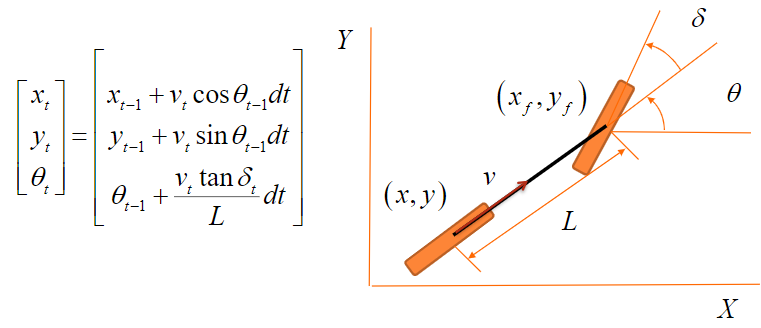 [x_t] = [x_{t-1} + v_t cos θ_{t-1} dt]
[y_t] = [y_{t-1} + v_t sin θ_{t-1} dt]
[θ_t] = [θ_{t-1} + \frac{v_t tan δ_t}{L} dt]
Y
δ
(x_f, y_f)
θ
v
(x, y)
L
X